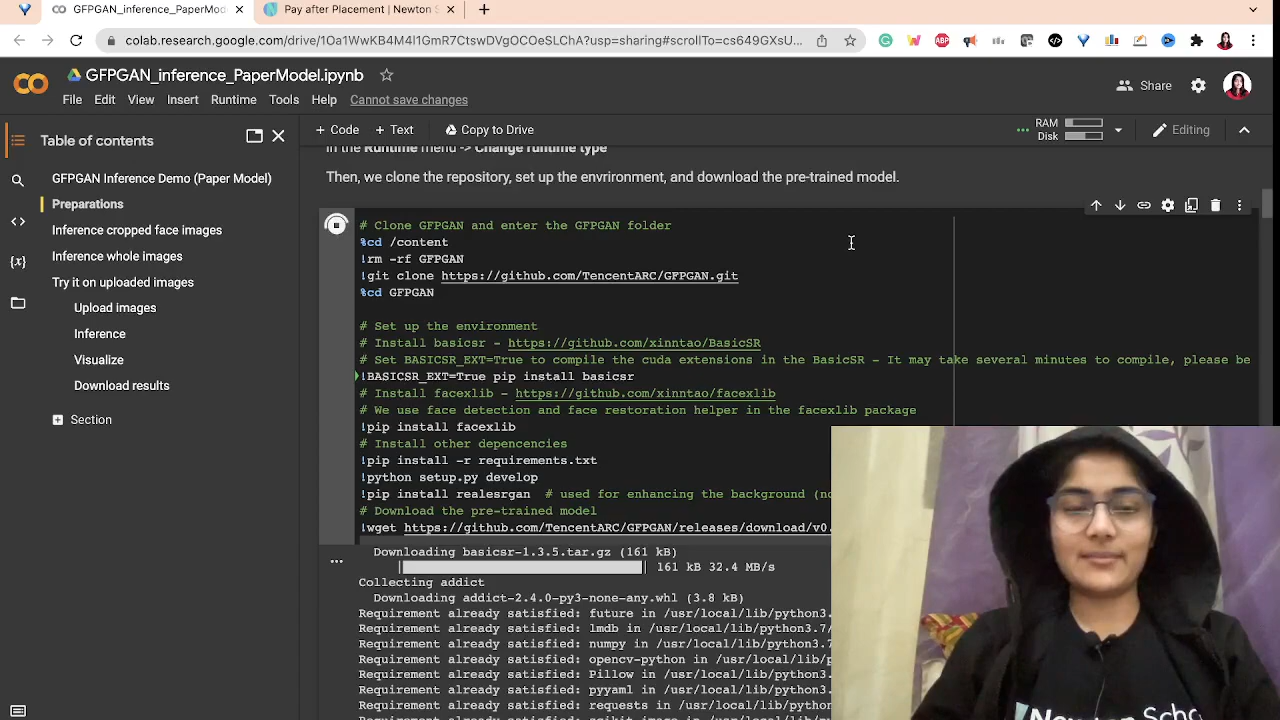 GFPGAN_inference_PaperMod
Pay after Placement | Newton S
colab.research.google.com/drive/1Oa1WwKB4M4l1GmR7CtswDVgOCOeSLChA?usp=sharing#scrollTo=cs649GXsU...
GFPGAN_inference_PaperModel.ipynb
Share
File Edit View Insert Runtime Tools Help Cannot save changes
Table of contents
+ Code + Text Copy to Drive
RAM
Disk
Editing
In the Runtime menu -> Change runtime type
GFPGAN Inference Demo (Paper Model)
Preparations
Inference cropped face images
Inference whole images
Try it on uploaded images
Upload images
Inference
Visualize
Download results
Section
Then, we clone the repository, set up the envrironment, and download the pre-trained model.
# Clone GFPGAN and enter the GFPGAN folder
%cd /content
!rm -rf GFPGAN
!git clone https://github.com/TencentARC/GFPGAN.git
%cd GFPGAN
# Set up the environment
# Install basicsr - https://github.com/xinntao/BasicSR
# Set BASICSR_EXT=True to compile the cuda extensions in the BasicSR - It may take several minutes to compile, please be
!BASICSR_EXT=True pip install basicsr
# Install facexlib - https://github.com/xinntao/facexlib
# We use face detection and face restoration helper in the facexlib package
!pip install facexlib
# Install other depencencies
!pip install -r requirements.txt
!python setup.py develop
!pip install realesrgan # used for enhancing the background (no
# Download the pre-trained model
!wget https://github.com/TencentARC/GFPGAN/releases/download/v0.
Downloading basicsr-1.3.5.tar.gz (161 kB)
161 kB 32.4 MB/s
Collecting addict
Downloading addict-2.4.0-py3-none-any.whl (3.8 kB)
Requirement already satisfied: future in /usr/local/lib/python3.
Requirement already satisfied: lmdb in /usr/local/lib/python3.7/
Requirement already satisfied: numpy in /usr/local/lib/python3.7
Requirement already satisfied: opencv-python in /usr/local/lib/p
Requirement already satisfied: Pillow in /usr/local/lib/python3.
Requirement already satisfied: pyyaml in /usr/local/lib/python3.
Requirement already satisfied: requests in /usr/local/lib/python